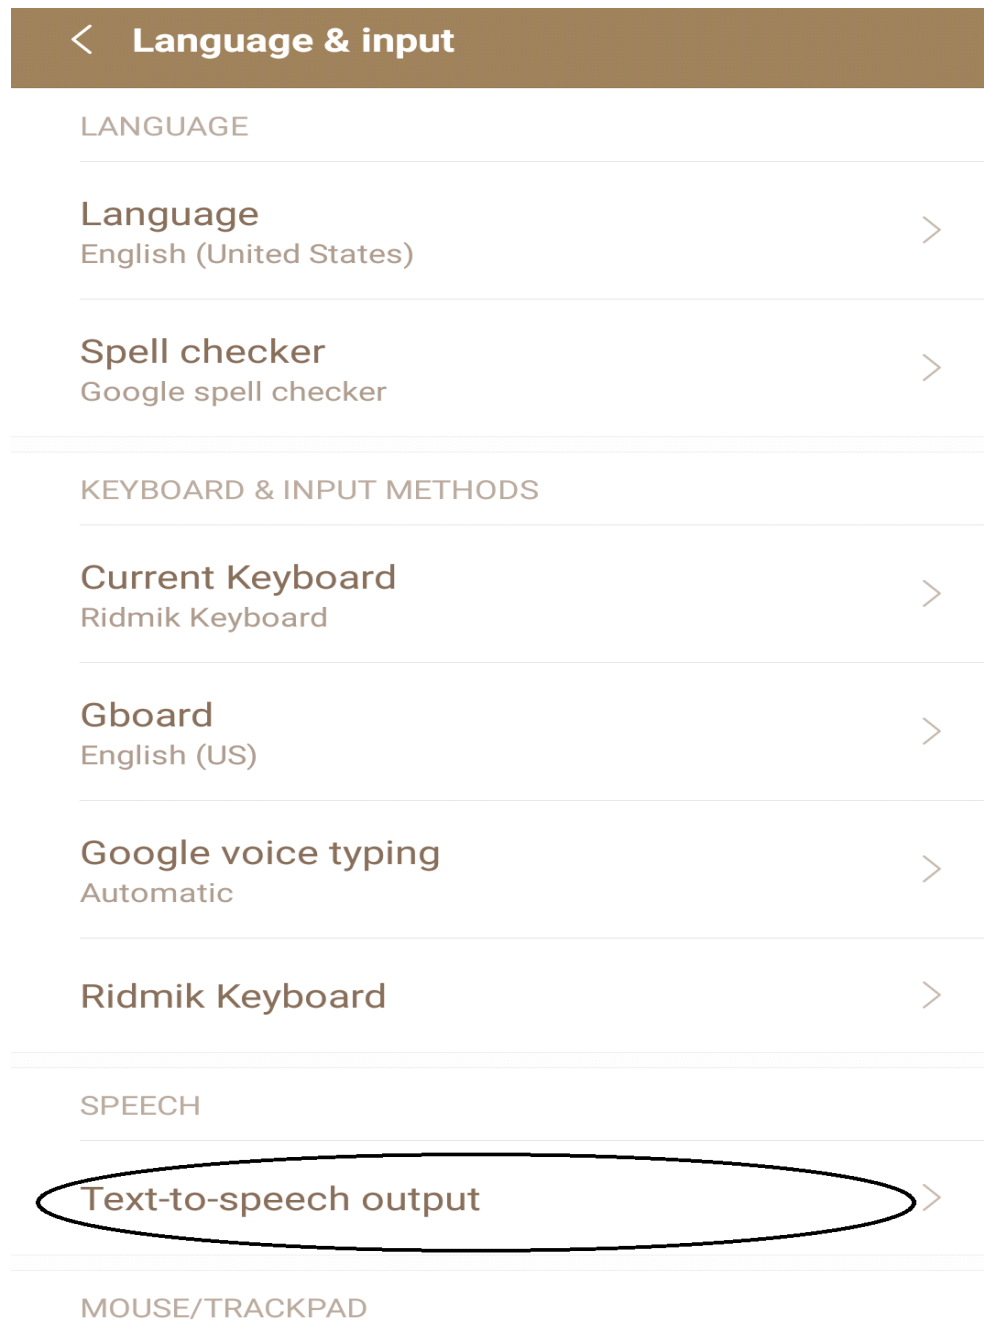 Language & input
LANGUAGE
Language
English (United States)
Spell checker
Google spell checker
KEYBOARD & INPUT METHODS
Current Keyboard
Ridmik Keyboard
Gboard
English (US)
Google voice typing
Automatic
Ridmik Keyboard
SPEECH
Text-to-speech output
MOUSE/TRACKPAD